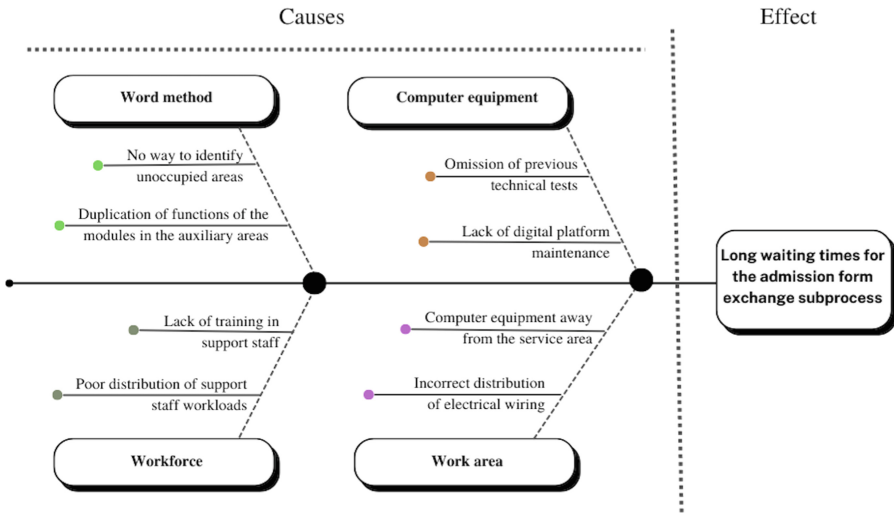 Causes
Effect
Word method
Computer equipment
No way to identify
unoccupied areas
Duplication of functions of the
modules in the auxiliary areas
Omission of previous
technical tests
Lack of digital platform
maintenance
Long waiting times for
the admission form
exchange subprocess
Lack of training in
support staff
Poor distribution of support
staff workloads
Computer equipment away
from the service area
Incorrect distribution
of electrical wiring
Workforce
Work area